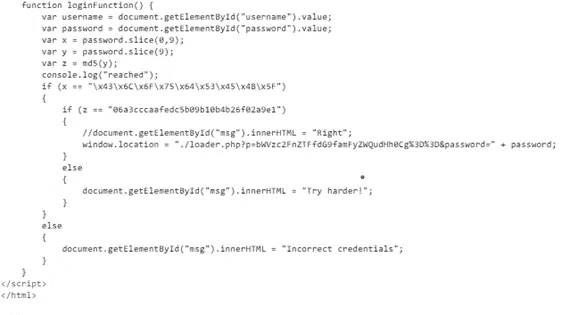 function loginFunction() {
var username = document.getElementById("username").value;
var password = document.getElementById("password").value;
var x = password.slice(0,9);
var y = password.slice(9);
var z = md5(y);
console.log("reached");
if (x == "\x43\x6C\x6F\x75\x64\x53\x45\x4B\x5F")
{
if (z == "06a3cccaafedc5b09b10b4b26f02a9e1")
{
//document.getElementById("msg").innerHTML = "Right";
window.location = "./loader.php?p=bWVzc2FnZTFfdG9famFyZWQudHh0Cg%3D%3D&password=" + password;
}
else
{
document.getElementById("msg").innerHTML = "Try harder!";
}
}
else
{
document.getElementById("msg").innerHTML = "Incorrect credentials";
}
}
</script>
</html>